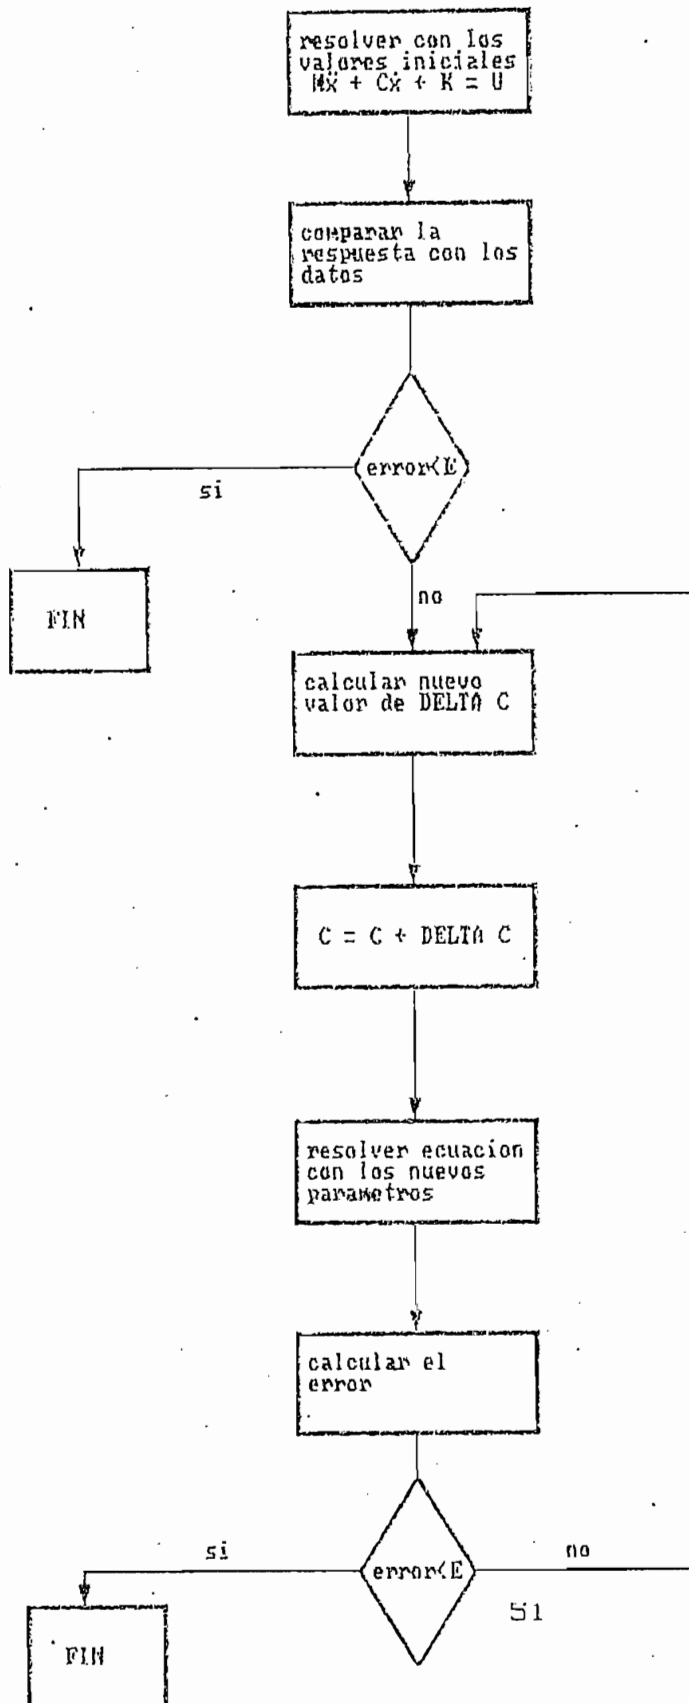 resolver con los
valores iniciales
Mẍ + Cẋ + K = U
comparar la
respuesta con los
datos
error<E
si
no
FIN
calcular nuevo
valor de DELTA C
C = C + DELTA C
resolver ecuacion
con los nuevos
parametros
calcular el
error
si
error<E
no
51
FIN